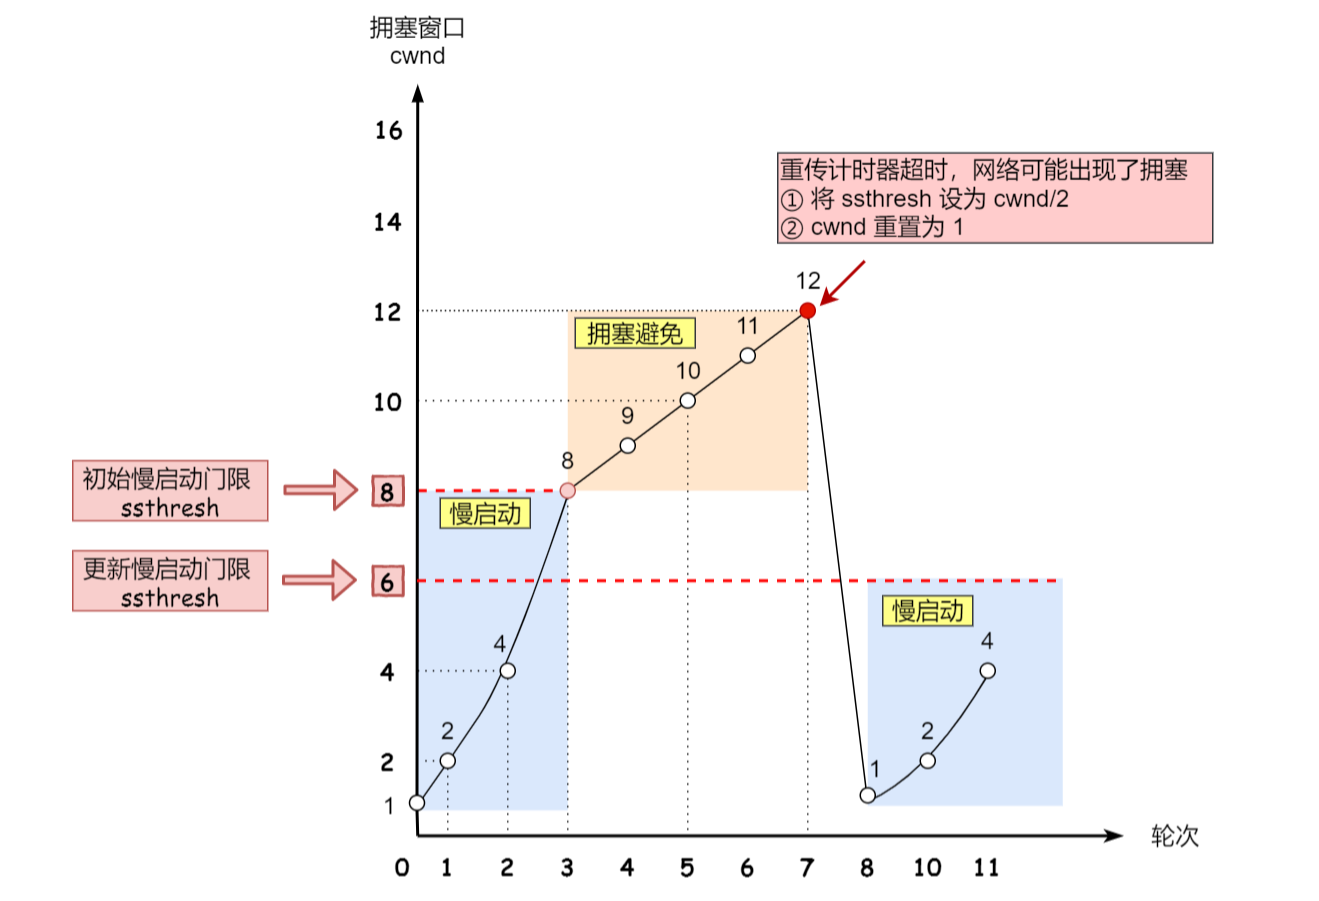 拥塞窗口
cwnd
16
14
12
10
8
6
4
2
1
重传计时器超时，网络可能出现了拥塞
① 将 ssthresh 设为 cwnd/2
② cwnd 重置为 1
12
拥塞避免
11
10
9
8
初始慢启动门限
ssthresh
慢启动
更新慢启动门限
ssthresh
慢启动
4
4
2
2
1
轮次
0 1 2 3 4 5 6 7 8 10 11